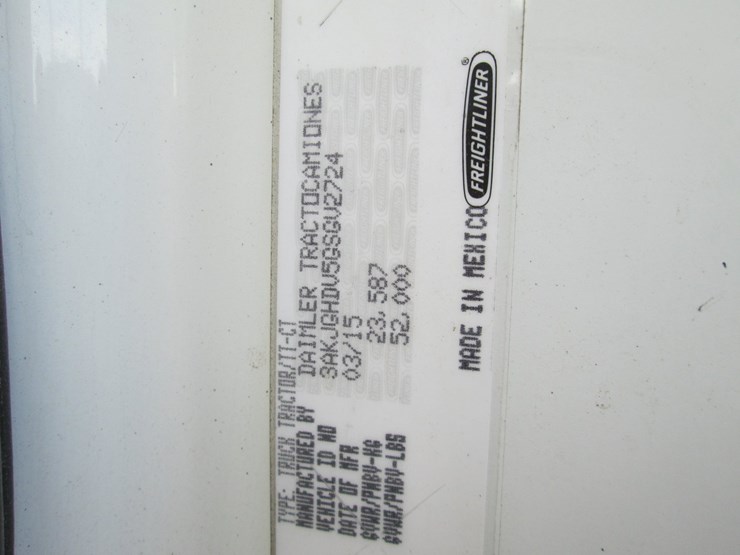 TYPE: TRUCK TRACTOR/TT-CT
MANUFACTURED BY DAIMLER TRACTOCAMIONES
VEHICLE ID NO 3AKJGHDV5GSGV2724
DATE OF MFR 03/15
GVWR/PNBV-KG 23,587
GVWR/PNBV-LBS 52,000
MADE IN MEXICO FREIGHTLINER®